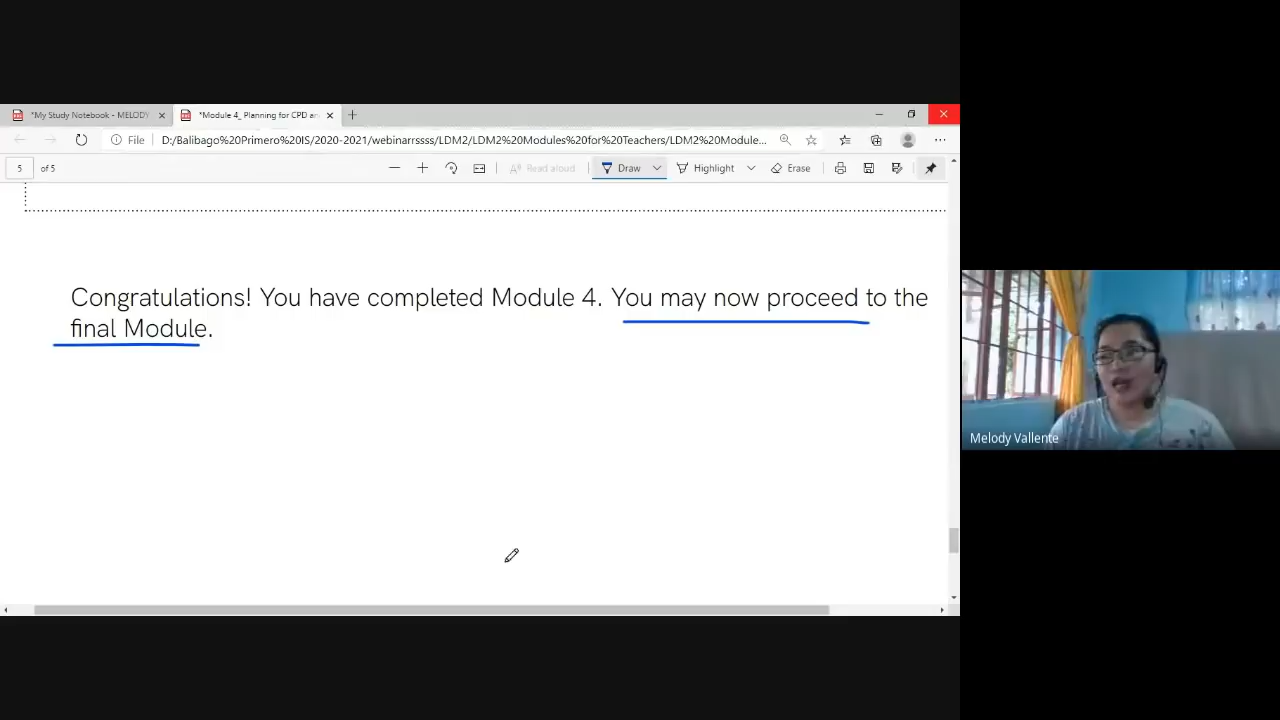 *My Study Notebook - MELODY
*Module 4_ Planning for CPD an
File
D:/Balibago%20Primero%20IS/2020-2021/webinarrssss/LDM2/LDM2%20Modules%20for%20Teachers/LDM2%20Module...
5 of 5
Read aloud
Draw
Highlight
Erase
Congratulations! You have completed Module 4. You may now proceed to the
final Module.
Melody Vallente